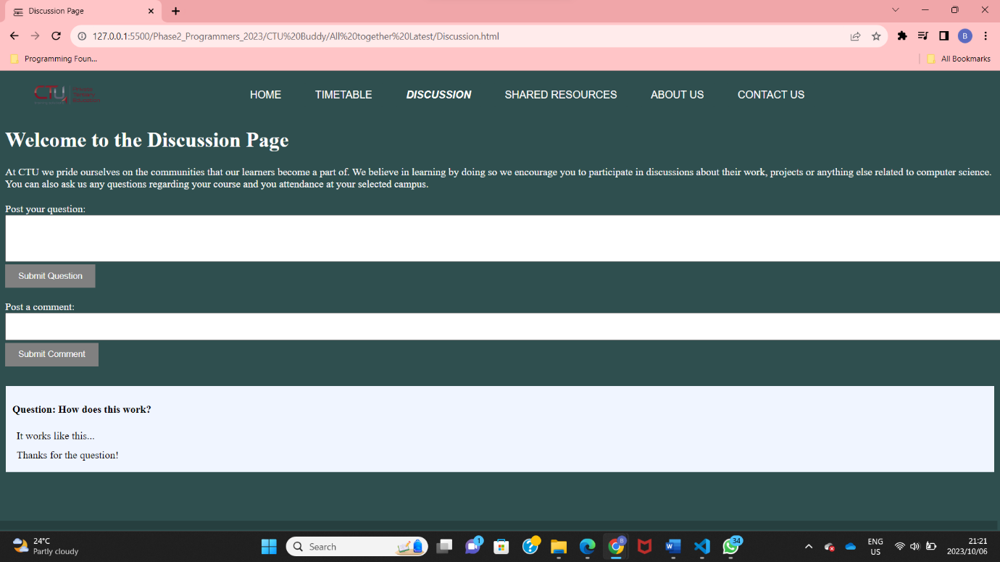 Discussion Page
127.0.0.1:5500/Phase2_Programmers_2023/CTU%20Buddy/All%20together%20Latest/Discussion.html
B
Programming Foun...
All Bookmarks
CTU
HOME TIMETABLE DISCUSSION SHARED RESOURCES ABOUT US CONTACT US
Welcome to the Discussion Page
At CTU we pride ourselves on the communities that our learners become a part of. We believe in learning by doing so we encourage you to participate in discussions about their work, projects or anything else related to computer science.
You can also ask us any questions regarding your course and you attendance at your selected campus.
Post your question:
Submit Question
Post a comment:
Submit Comment
Question: How does this work?
It works like this...
Thanks for the question!
24°C
Partly cloudy
Search
1
B
34
ENG
US
21:21
2023/10/06